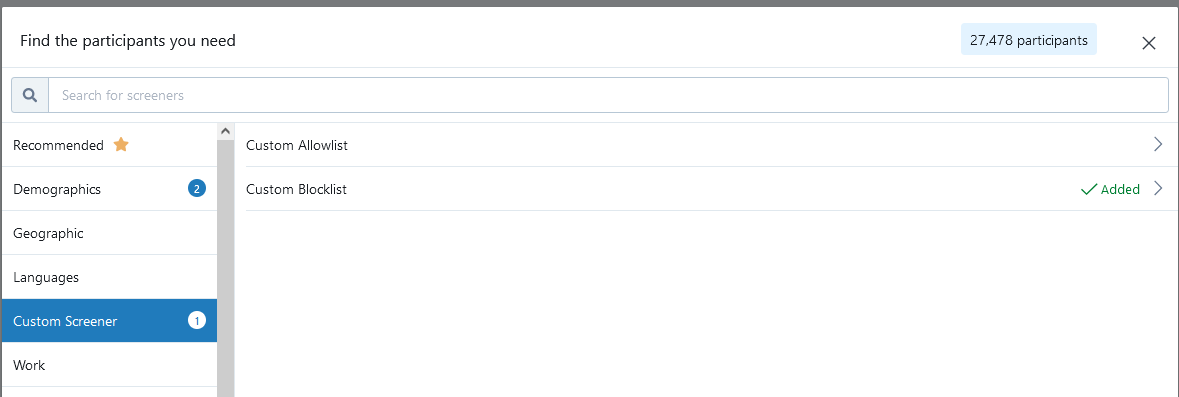 Find the participants you need
27,478 participants
Search for screeners
Recommended
Demographics 2
Geographic
Languages
Custom Screener 1
Work
Custom Allowlist
Custom Blocklist Added